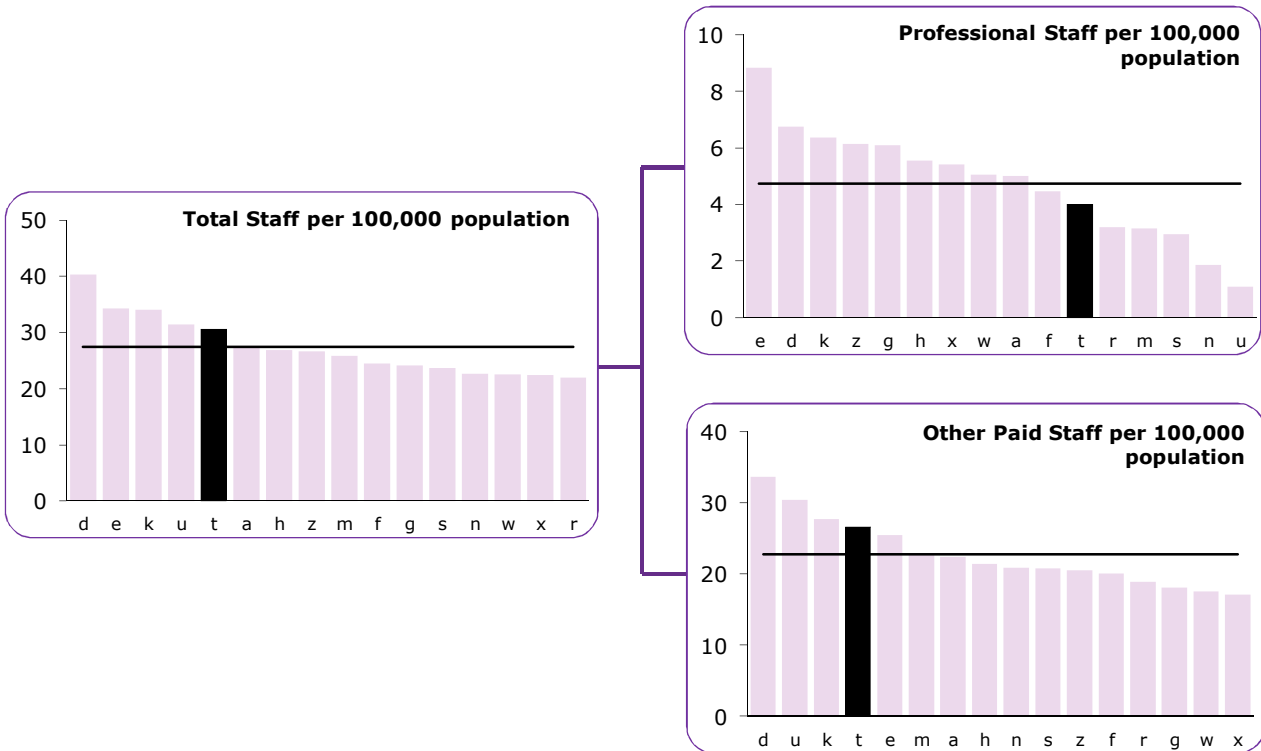 Total Staff per 100,000 population
50
40
30
20
10
0
d e k u t a h z m f g s n w x r
Professional Staff per 100,000
population
10
8
6
4
2
0
e d k z g h x w a f t r m s n u
Other Paid Staff per 100,000
population
40
30
20
10
0
d u k t e m a h n s z f r g w x